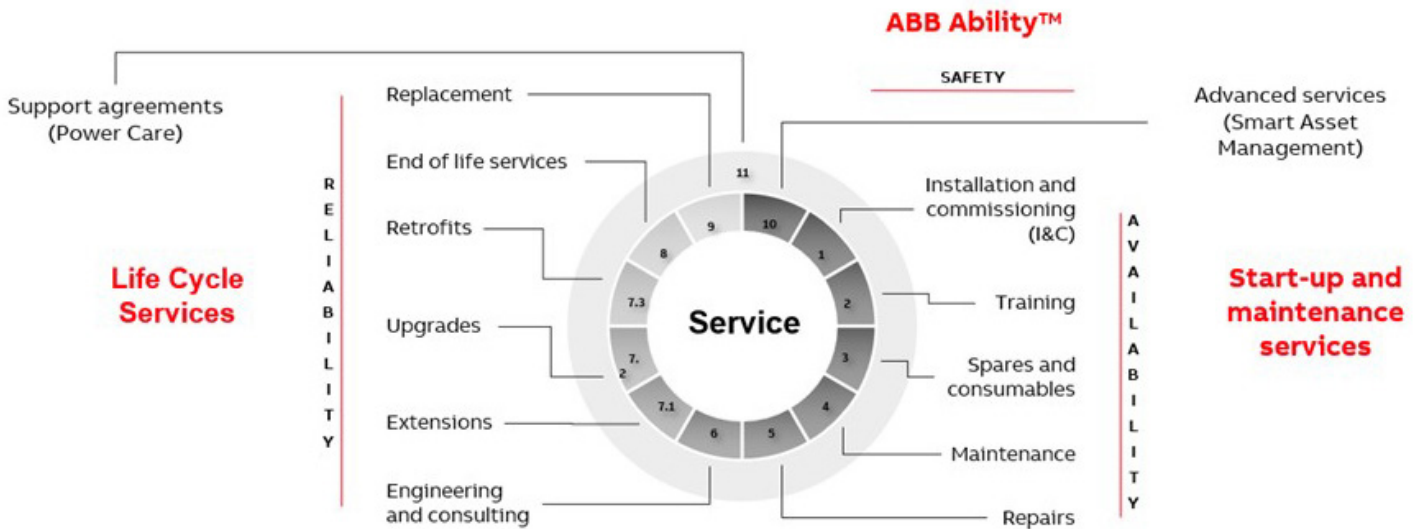 ABB Ability™
SAFETY
Support agreements
(Power Care)
Advanced services
(Smart Asset
Management)
Replacement
End of life services
Retrofits
Upgrades
Extensions
Engineering
and consulting
RELIABILITY
Life Cycle
Services
11
10
1
2
3
4
5
6
7.1
7.
2
7.3
8
9
Service
Installation and
commissioning
(I&C)
Training
Spares and
consumables
Maintenance
Repairs
AVAILABILITY
Start-up and
maintenance
services